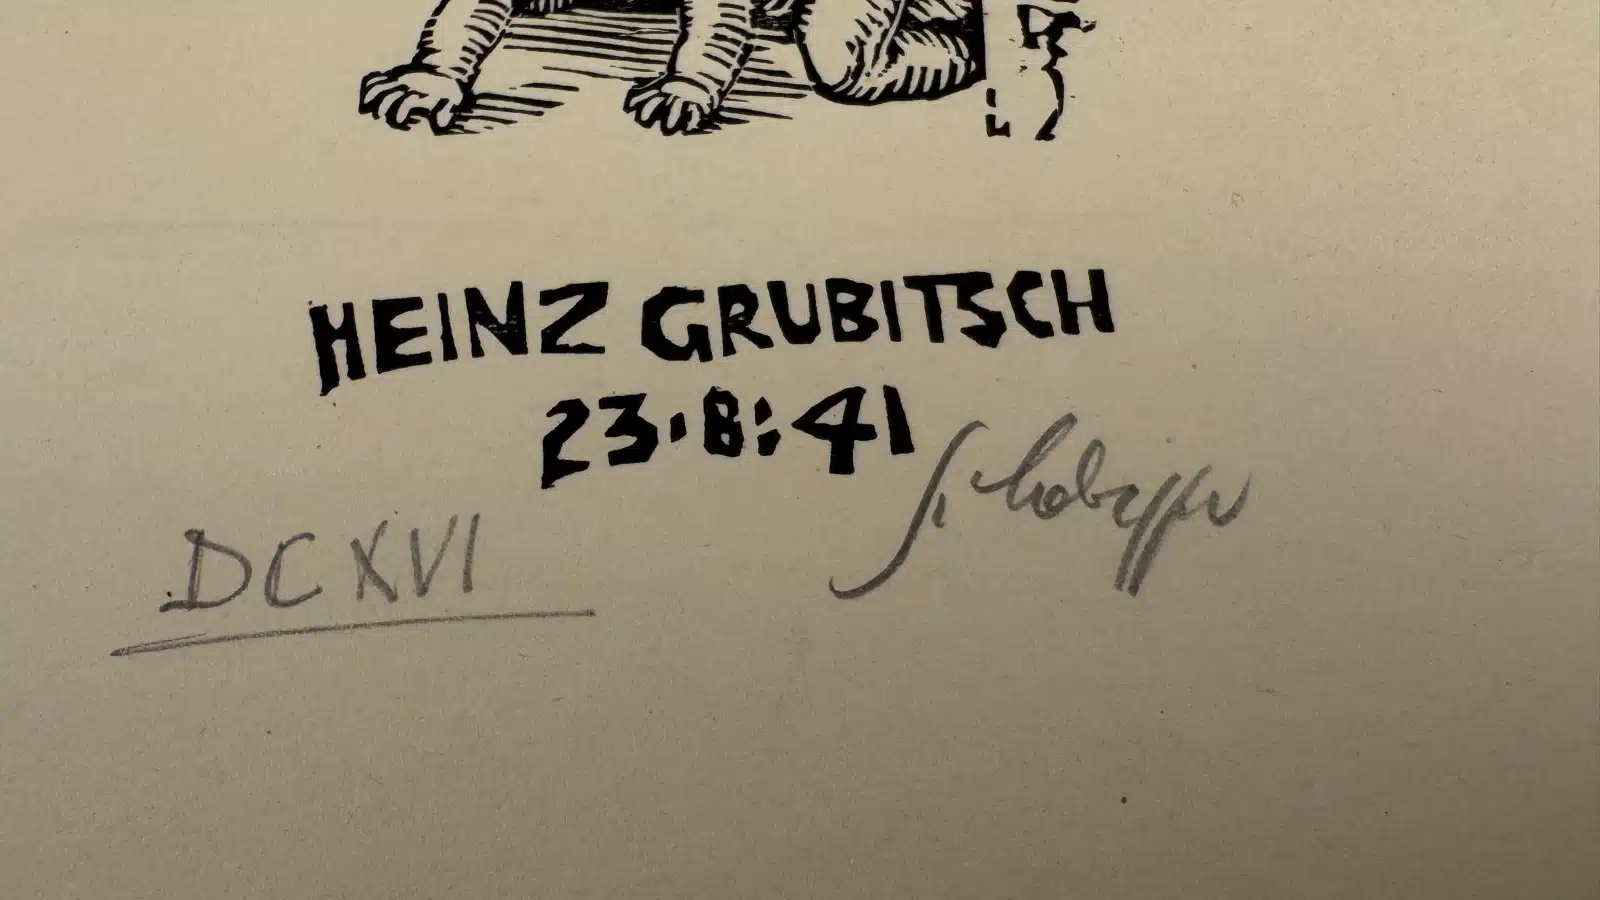 HEINZ GRUBITSCH
23·8:41
DCXVI